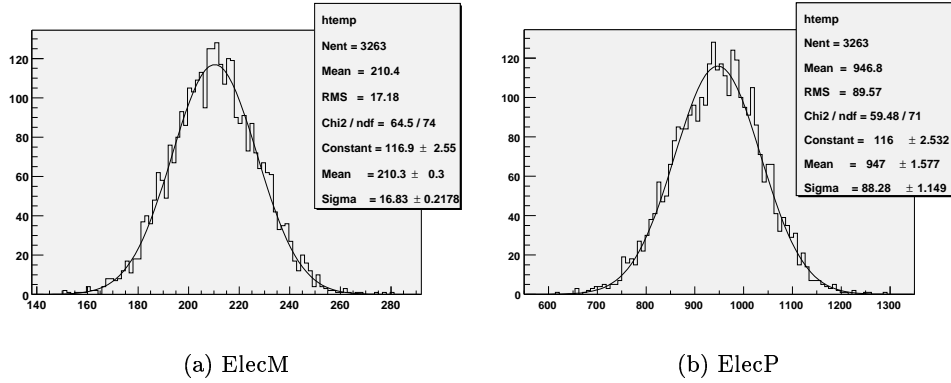 htemp
Nent = 3263
Mean = 210.4
RMS = 17.18
Chi2 / ndf = 64.5 / 74
Constant = 116.9 ± 2.55
Mean = 210.3 ± 0.3
Sigma = 16.83 ± 0.2178
120
100
80
60
40
20
0
140 160 180 200 220 240 260 280
htemp
Nent = 3263
Mean = 946.8
RMS = 89.57
Chi2 / ndf = 59.48 / 71
Constant = 116 ± 2.532
Mean = 947 ± 1.577
Sigma = 88.28 ± 1.149
120
100
80
60
40
20
0
600 700 800 900 1000 1100 1200 1300
(a) ElecM
(b) ElecP